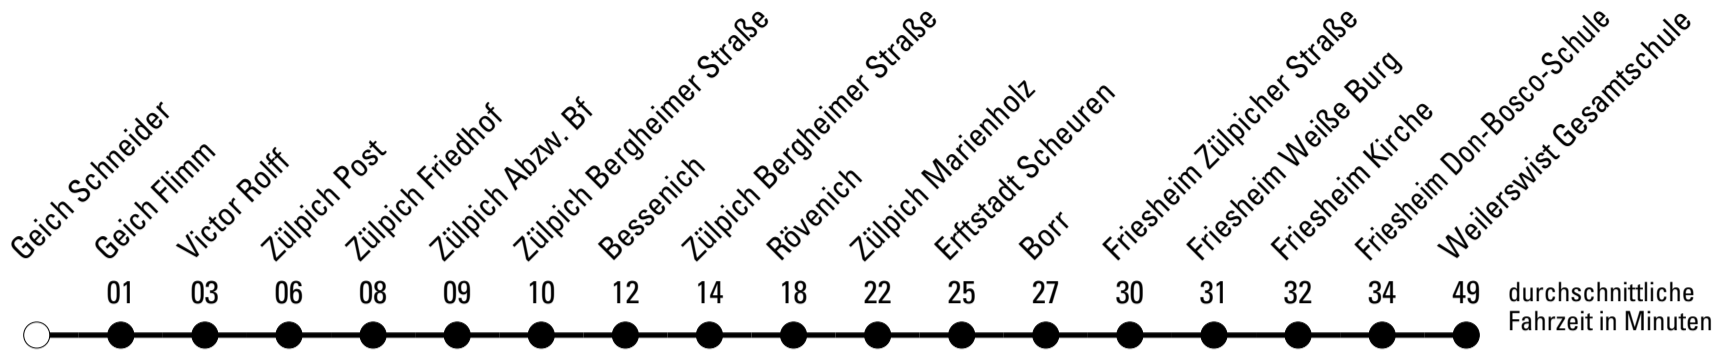 Geich Schneider
Geich Flimm
Victor Rolff
Zülpich Post
Zülpich Friedhof
Zülpich Abzw. Bf
Zülpich Bergheimer Straße
Bessenich
Zülpich Bergheimer Straße
Rövenich
Zülpich Marienholz
Erftstadt Scheuren
Borr
Friesheim Zülpicher Straße
Friesheim Weiße Burg
Friesheim Kirche
Friesheim Don-Bosco-Schule
Weilerswist Gesamtschule
01 03 06 08 09 10 12 14 18 22 25 27 30 31 32 34 49
durchschnittliche
Fahrzeit in Minuten